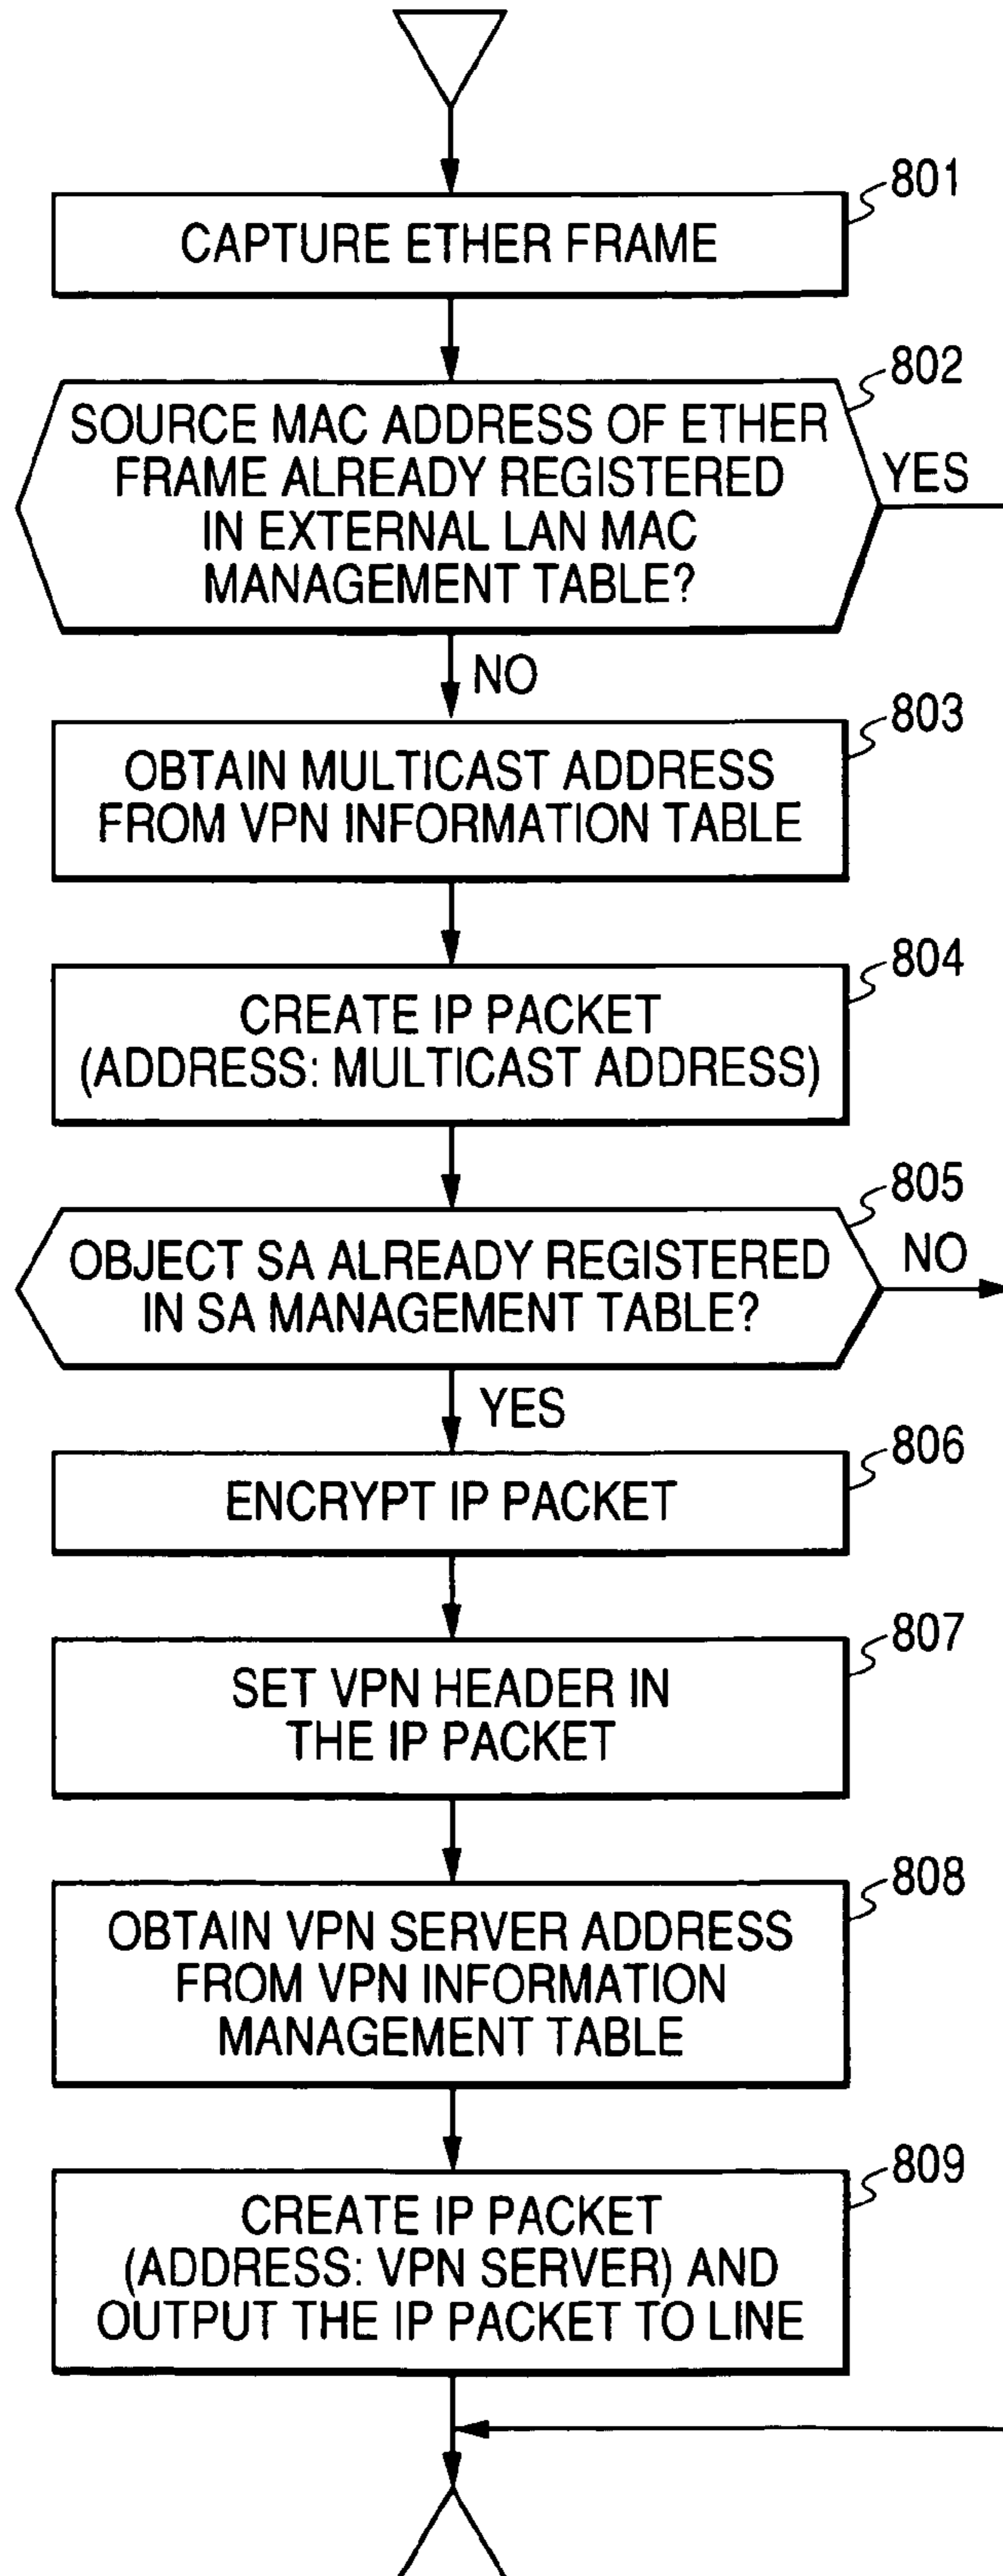 801
CAPTURE ETHER FRAME
802
SOURCE MAC ADDRESS OF ETHER
FRAME ALREADY REGISTERED
IN EXTERNAL LAN MAC
MANAGEMENT TABLE?
YES
NO
803
OBTAIN MULTICAST ADDRESS
FROM VPN INFORMATION TABLE
804
CREATE IP PACKET
(ADDRESS: MULTICAST ADDRESS)
805
OBJECT SA ALREADY REGISTERED
IN SA MANAGEMENT TABLE?
NO
YES
806
ENCRYPT IP PACKET
807
SET VPN HEADER IN
THE IP PACKET
808
OBTAIN VPN SERVER ADDRESS
FROM VPN INFORMATION
MANAGEMENT TABLE
809
CREATE IP PACKET
(ADDRESS: VPN SERVER) AND
OUTPUT THE IP PACKET TO LINE